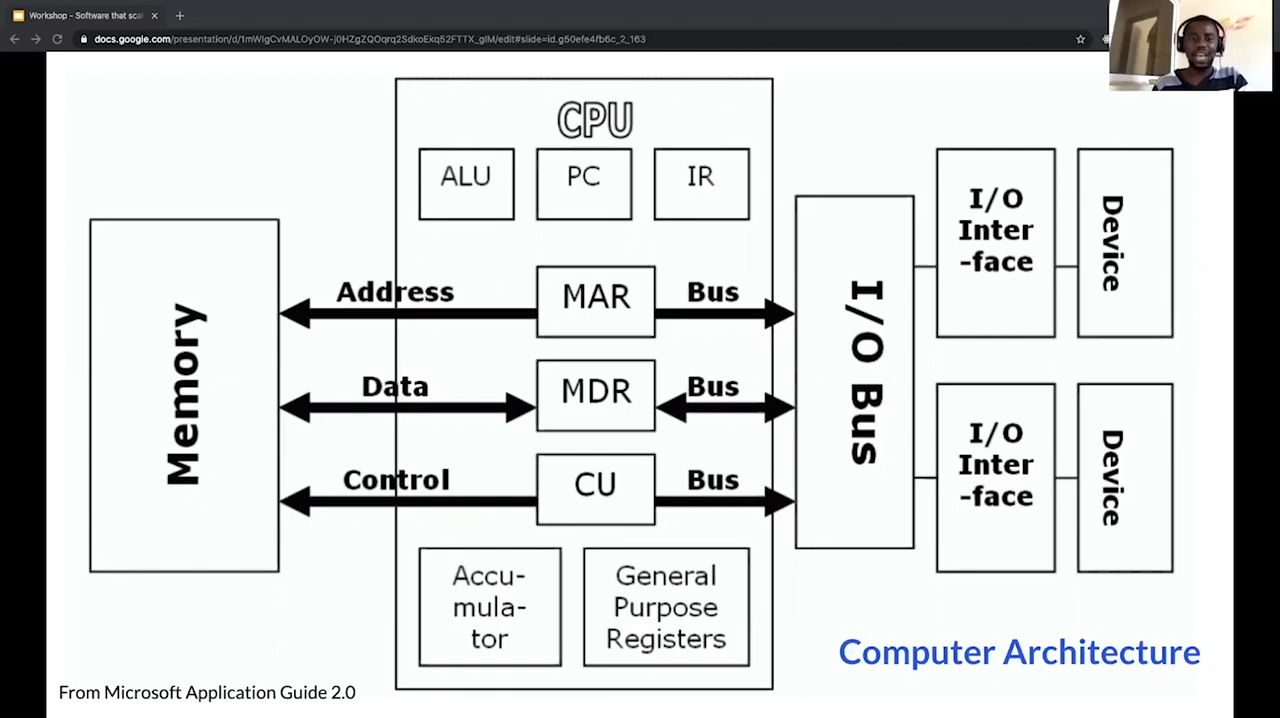 Workshop - Software that scal
docs.google.com/presentation/d/1mWlgCvMALOyOW-j0HZgZQOqrq2SdkoEkq52FTTX_glM/edit#slide=id.g50efe4fb6c_2_163
CPU
ALU
PC
IR
Memory
Address
MAR
Bus
Data
MDR
Bus
Control
CU
Bus
Accu-
mula-
tor
General
Purpose
Registers
I/O Bus
I/O
Inter
-face
Device
I/O
Inter
-face
Device
Computer Architecture
From Microsoft Application Guide 2.0